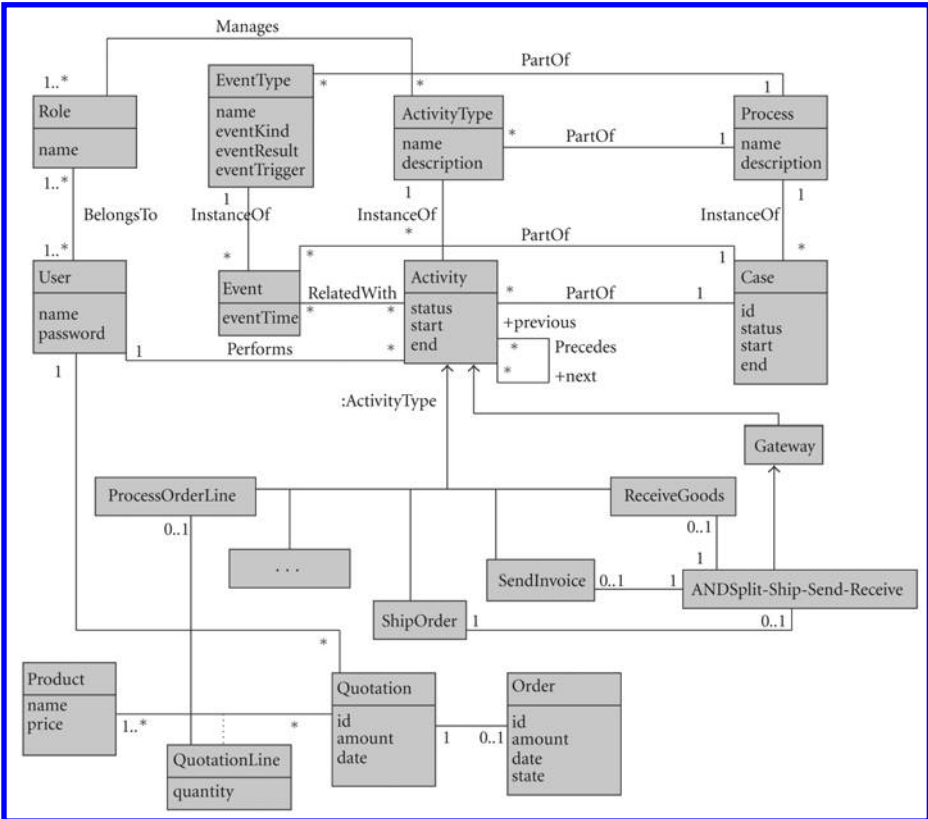 Manages
PartOf
1..*
*
*
1
Role
name
EventType
name
eventKind
eventResult
eventTrigger
ActivityType
name
description
*
PartOf
1
Process
name
description
1..*
BelongsTo
1..*
1
InstanceOf
*
1
InstanceOf
*
1
InstanceOf
*
*
PartOf
1
User
name
password
Event
eventTime
RelatedWith
*
*
Activity
status
start
end
*
PartOf
1
Case
id
status
start
end
+previous
*
Precedes
*
+next
1
Performs
*
1
:ActivityType
Gateway
ProcessOrderLine
ReceiveGoods
0..1
0..1
. . .
SendInvoice
0..1
1
1
ANDSplit-Ship-Send-Receive
ShipOrder
1
0..1
*
Product
name
price
1..*
*
Quotation
id
amount
date
1
0..1
Order
id
amount
date
state
QuotationLine
quantity